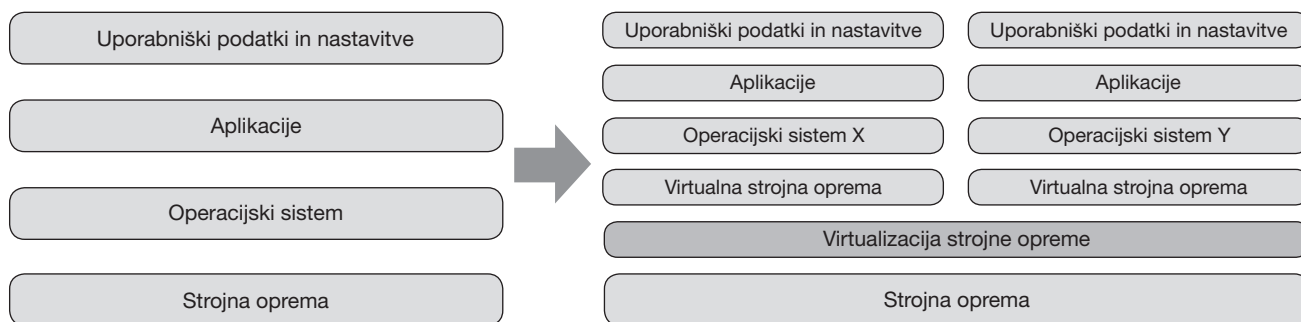 Uporabniški podatki in nastavitve
Aplikacije
Operacijski sistem
Strojna oprema
Uporabniški podatki in nastavitve
Uporabniški podatki in nastavitve
Aplikacije
Aplikacije
Operacijski sistem X
Operacijski sistem Y
Virtualna strojna oprema
Virtualna strojna oprema
Virtualizacija strojne opreme
Strojna oprema